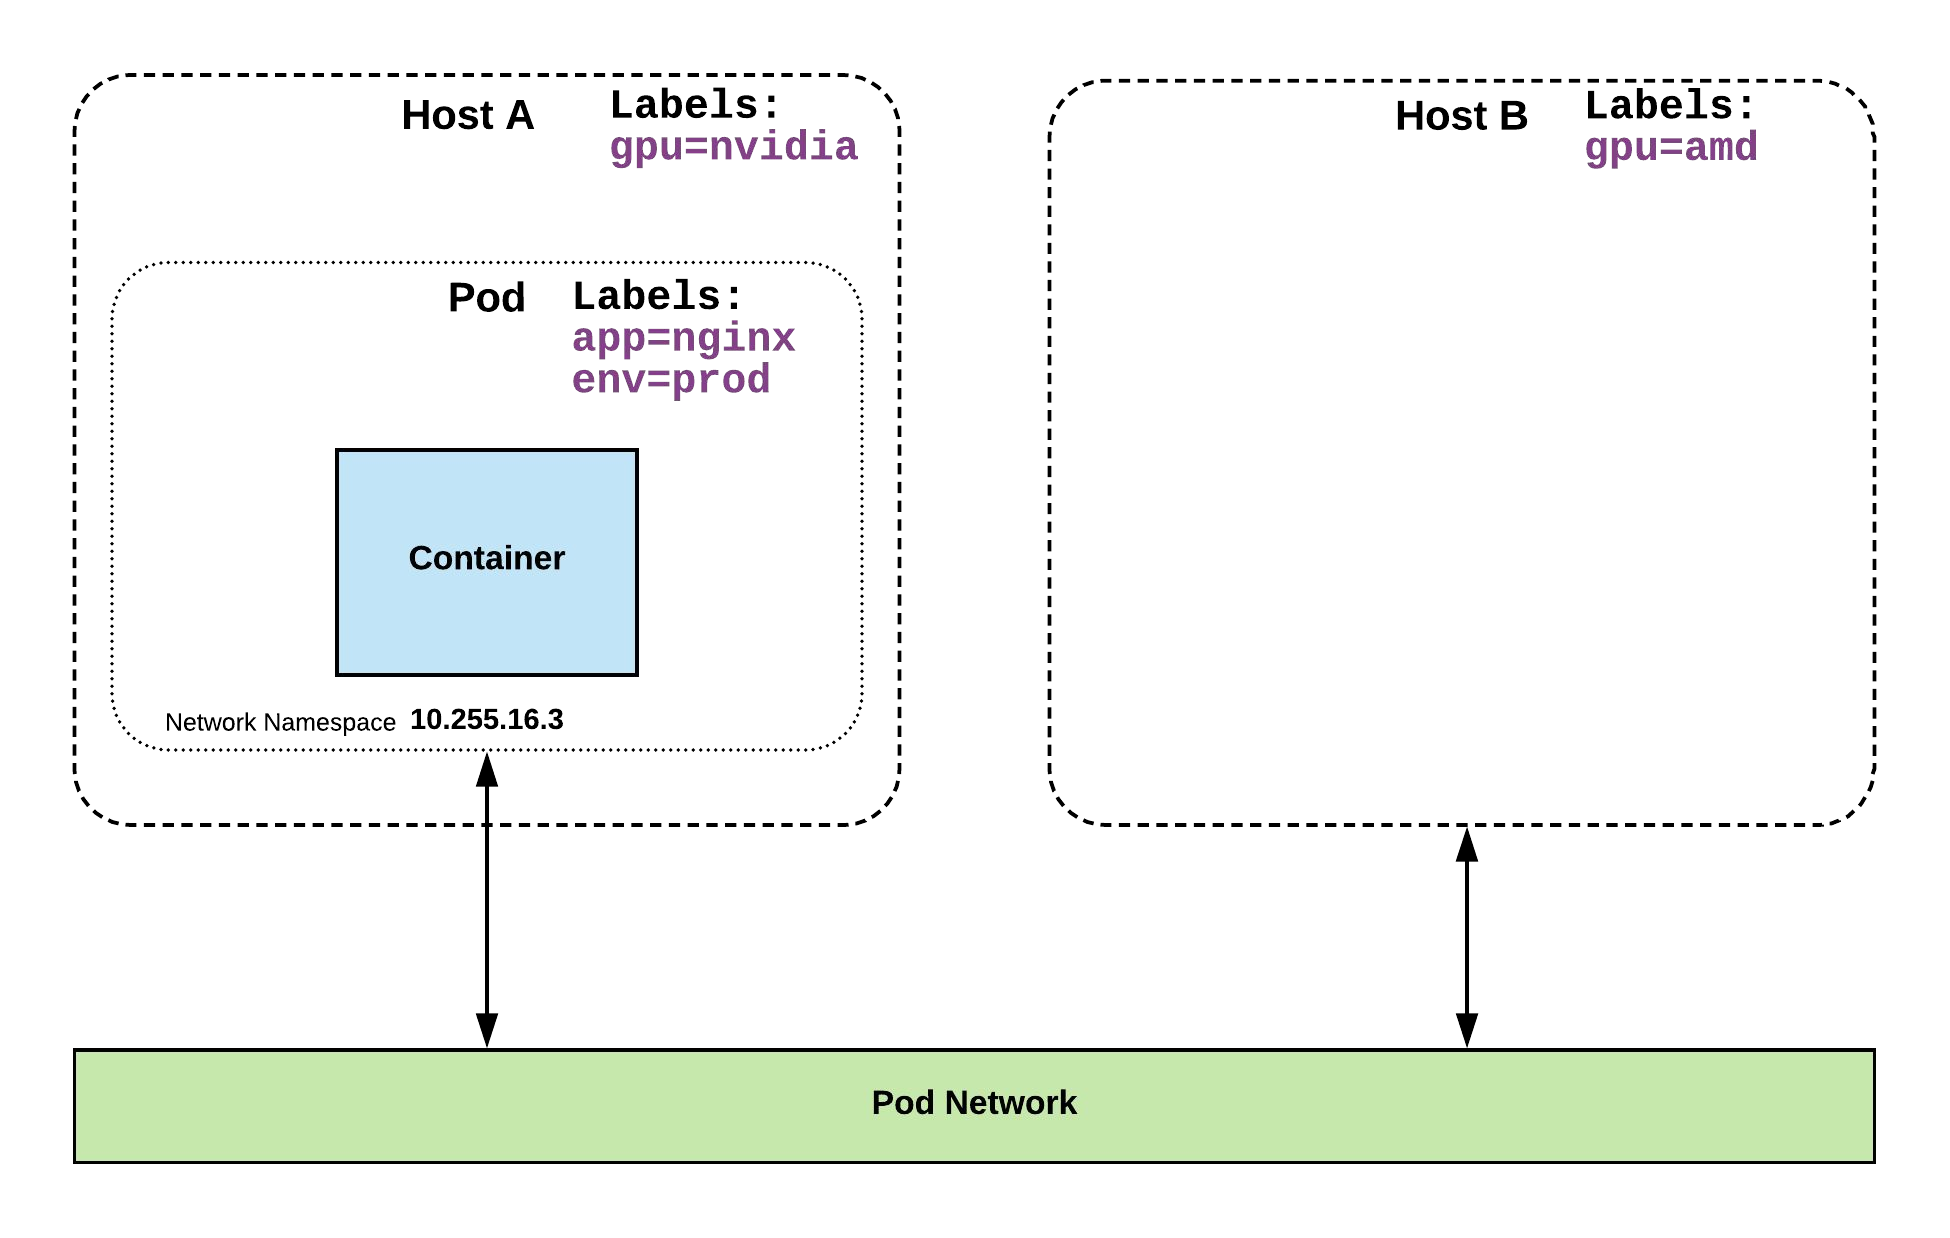 Host A
Labels:
gpu=nvidia
Host B
Labels:
gpu=amd
Pod
Labels:
app=nginx
env=prod
Container
Network Namespace 10.255.16.3
Pod Network